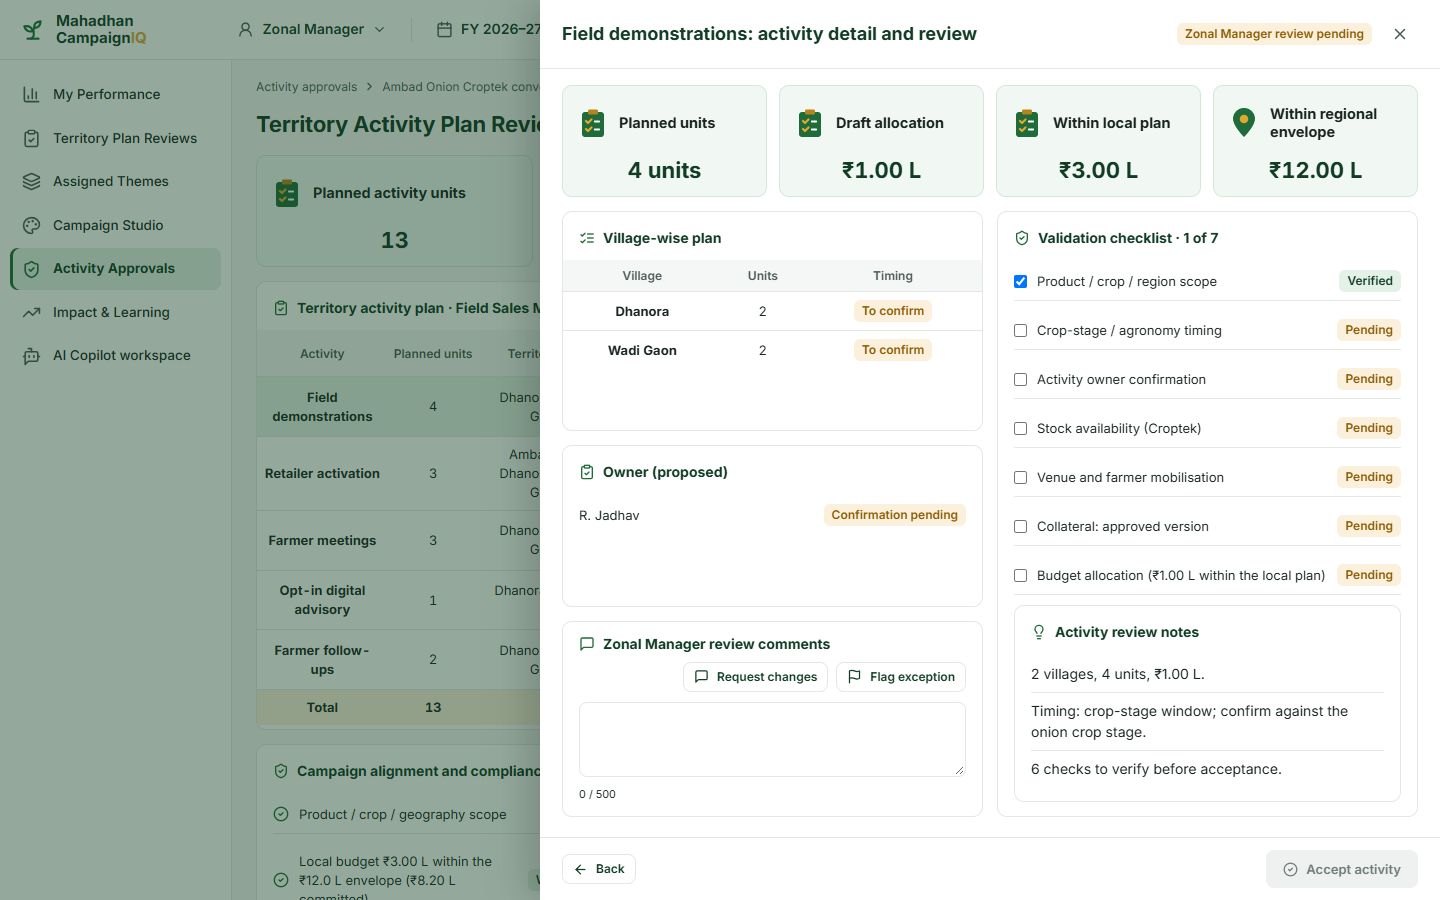 Mahadhan
CampaignIQ
Zonal Manager
FY 2026–27
My Performance
Territory Plan Reviews
Assigned Themes
Campaign Studio
Activity Approvals
Impact & Learning
AI Copilot workspace
Activity approvals > Ambad Onion Croptek conv
Territory Activity Plan Revi
Planned activity units
13
Territory activity plan · Field Sales M
Activity
Planned units
Territ
Field
demonstrations
4
Dhano
G
Retailer activation
3
Amba
Dhano
G
Farmer meetings
3
Dhano
G
Opt-in digital
advisory
1
Dhanor
Farmer follow-
ups
2
Dhano
G
Total
13
Campaign alignment and complianc
Product / crop / geography scope
Local budget ₹3.00 L within the
₹12.0 L envelope (₹8.20 L
committed)
Field demonstrations: activity detail and review
Zonal Manager review pending
Planned units
4 units
Draft allocation
₹1.00 L
Within local plan
₹3.00 L
Within regional
envelope
₹12.00 L
Village-wise plan
Village
Units
Timing
Dhanora
2
To confirm
Wadi Gaon
2
To confirm
Owner (proposed)
R. Jadhav
Confirmation pending
Zonal Manager review comments
Request changes
Flag exception
0 / 500
Validation checklist · 1 of 7
Product / crop / region scope
Verified
Crop-stage / agronomy timing
Pending
Activity owner confirmation
Pending
Stock availability (Croptek)
Pending
Venue and farmer mobilisation
Pending
Collateral: approved version
Pending
Budget allocation (₹1.00 L within the local plan)
Pending
Activity review notes
2 villages, 4 units, ₹1.00 L.
Timing: crop-stage window; confirm against the
onion crop stage.
6 checks to verify before acceptance.
Back
Accept activity